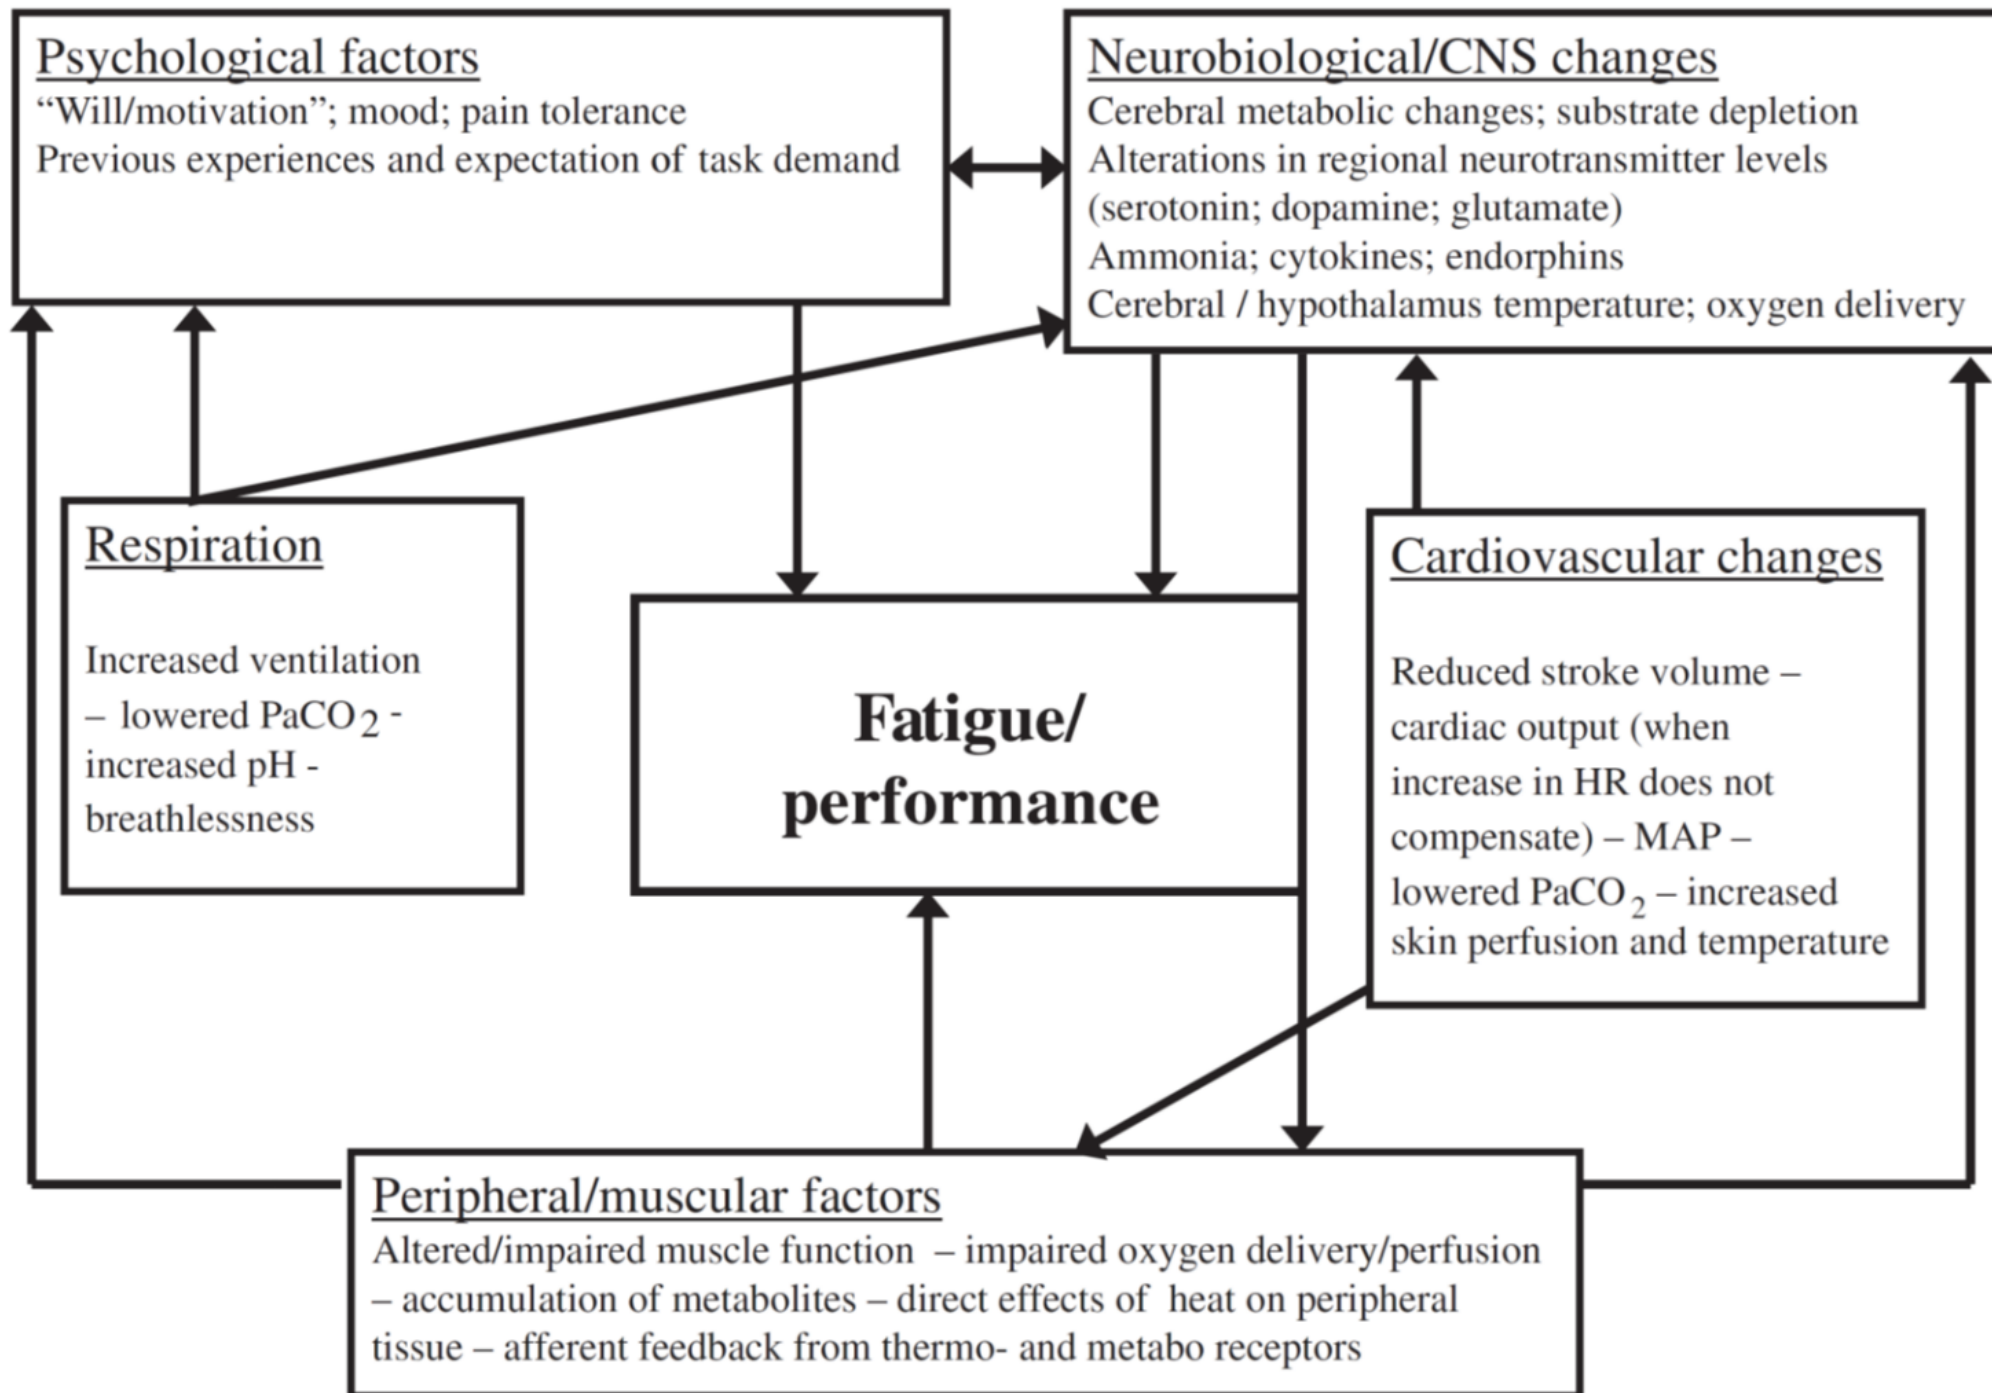 Psychological factors
“Will/motivation”; mood; pain tolerance
Previous experiences and expectation of task demand
Neurobiological/CNS changes
Cerebral metabolic changes; substrate depletion
Alterations in regional neurotransmitter levels
(serotonin; dopamine; glutamate)
Ammonia; cytokines; endorphins
Cerebral / hypothalamus temperature; oxygen delivery
Respiration
Increased ventilation
– lowered PaCO2 -
increased pH -
breathlessness
Fatigue/
performance
Cardiovascular changes
Reduced stroke volume –
cardiac output (when
increase in HR does not
compensate) – MAP –
lowered PaCO2 – increased
skin perfusion and temperature
Peripheral/muscular factors
Altered/impaired muscle function – impaired oxygen delivery/perfusion
– accumulation of metabolites – direct effects of heat on peripheral
tissue – afferent feedback from thermo- and metabo receptors